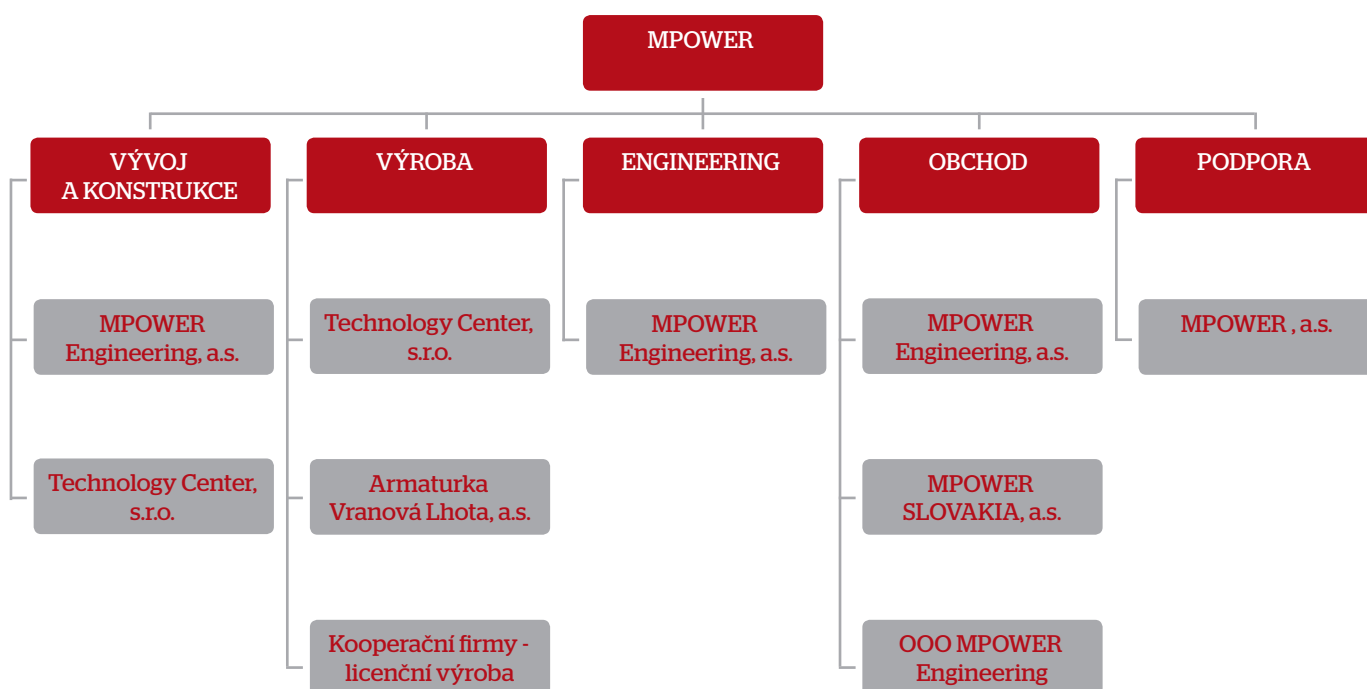 MPOWER
VÝVOJ
A KONSTRUKCE
VÝROBA
ENGINEERING
OBCHOD
PODPORA
MPOWER
Engineering, a.s.
Technology Center,
s.r.o.
MPOWER
Engineering, a.s.
MPOWER
Engineering, a.s.
MPOWER , a.s.
Technology Center,
s.r.o.
Armaturka
Vranová Lhota, a.s.
MPOWER
SLOVAKIA, a.s.
Kooperační firmy -
licenční výroba
OOO MPOWER
Engineering